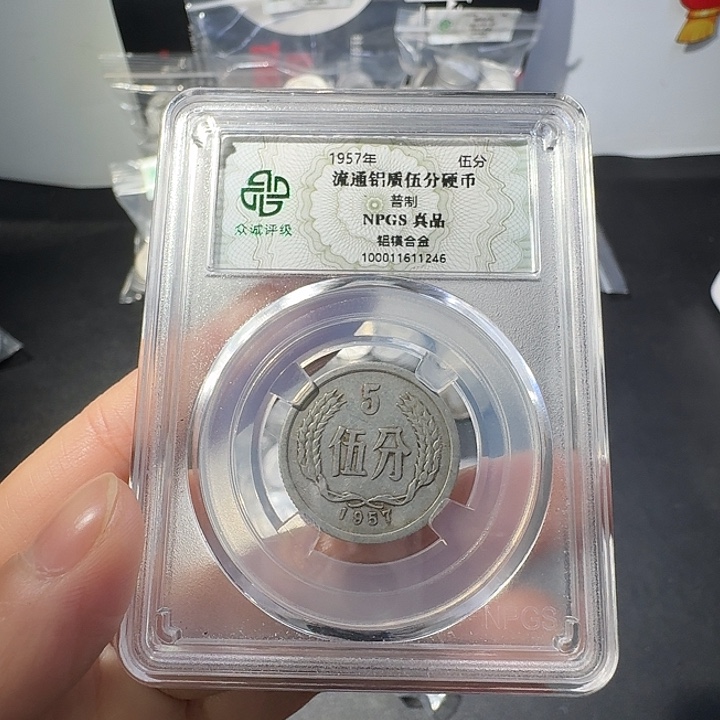 1957年 伍分
流通铝质伍分硬币
普制
NPGS 真品
铝镁合金
100011611246
众诚评级
5
伍分
1957
NPGS